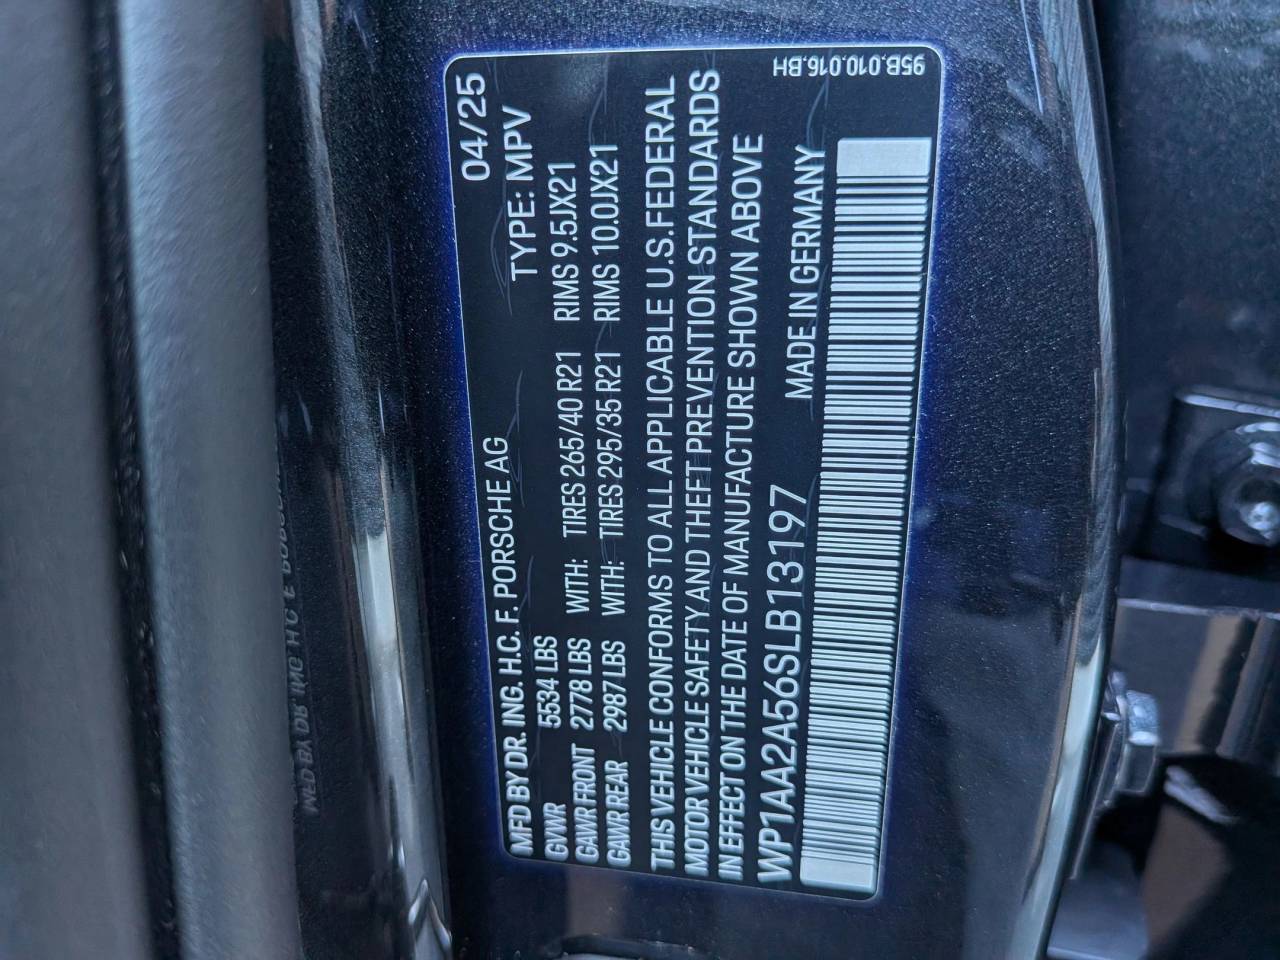 MFD BY DR. ING. H.C. F. PORSCHE AG 04/25
GVWR 5534 LBS TYPE: MPV
GAWR FRONT 2778 LBS WITH: TIRES 265/40 R21 RIMS 9.5JX21
GAWR REAR 2987 LBS WITH: TIRES 295/35 R21 RIMS 10.0JX21
THIS VEHICLE CONFORMS TO ALL APPLICABLE U.S.FEDERAL
MOTOR VEHICLE SAFETY AND THEFT PREVENTION STANDARDS
IN EFFECT ON THE DATE OF MANUFACTURE SHOWN ABOVE
WP1AA2A56SLB13197 MADE IN GERMANY
95B.010.016.BH